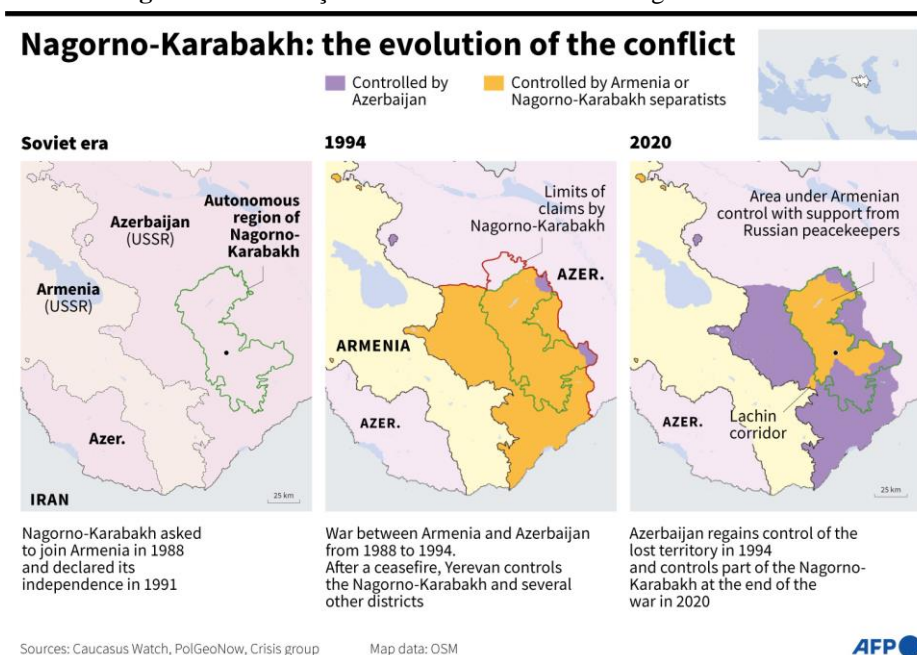 Nagorno-Karabakh: the evolution of the conflict
Controlled by
Azerbaijan
Controlled by Armenia or
Nagorno-Karabakh separatists
Soviet era
Azerbaijan
(USSR)
Autonomous
region of
Nagorno-
Karabakh
Armenia
(USSR)
Azer.
IRAN
25 km
Nagorno-Karabakh asked
to join Armenia in 1988
and declared its
independence in 1991
1994
Limits of
claims by
Nagorno-Karabakh
AZER.
ARMENIA
AZER.
War between Armenia and Azerbaijan
from 1988 to 1994.
After a ceasefire, Yerevan controls
the Nagorno-Karabakh and several
other districts
2020
Area under Armenian
control with support from
Russian peacekeepers
AZER.
Lachin
corridor
25 km
Azerbaijan regains control of the
lost territory in 1994
and controls part of the Nagorno-
Karabakh at the end of the
war in 2020
Sources: Caucasus Watch, PolGeoNow, Crisis group
Map data: OSM
AFP